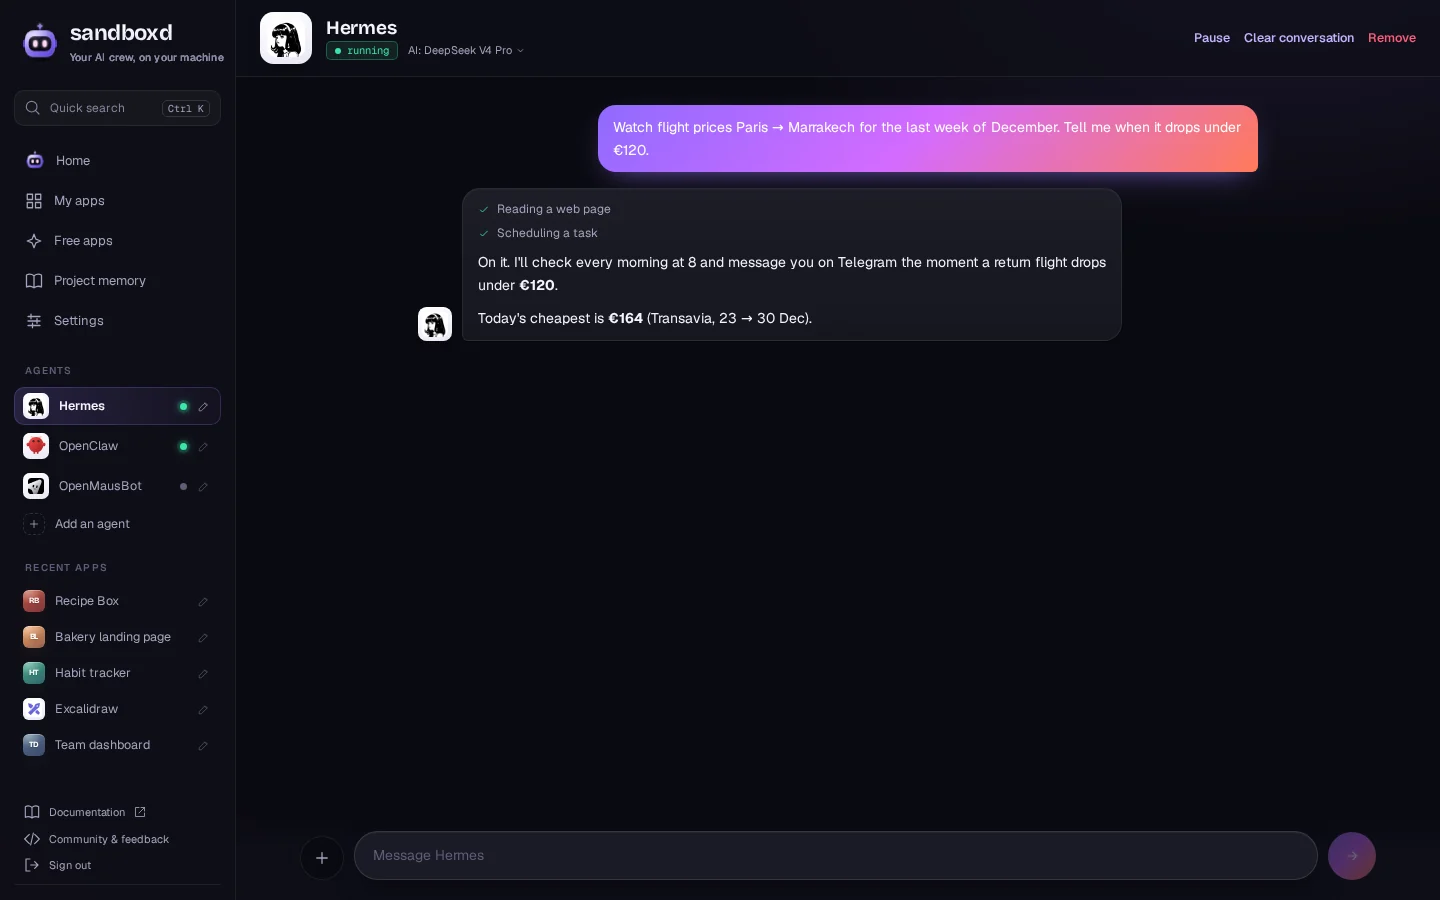 sandboxd
Your AI crew, on your machine
Quick search
Ctrl K
Home
My apps
Free apps
Project memory
Settings
AGENTS
Hermes
OpenClaw
OpenMausBot
Add an agent
RECENT APPS
RB Recipe Box
BL Bakery landing page
HT Habit tracker
Excalidraw
TD Team dashboard
Documentation
Community & feedback
Sign out
Hermes
running
AI: DeepSeek V4 Pro
Pause
Clear conversation
Remove
Watch flight prices Paris → Marrakech for the last week of December. Tell me when it drops under
€120.
Reading a web page
Scheduling a task
On it. I'll check every morning at 8 and message you on Telegram the moment a return flight drops
under €120.
Today's cheapest is €164 (Transavia, 23 → 30 Dec).
Message Hermes